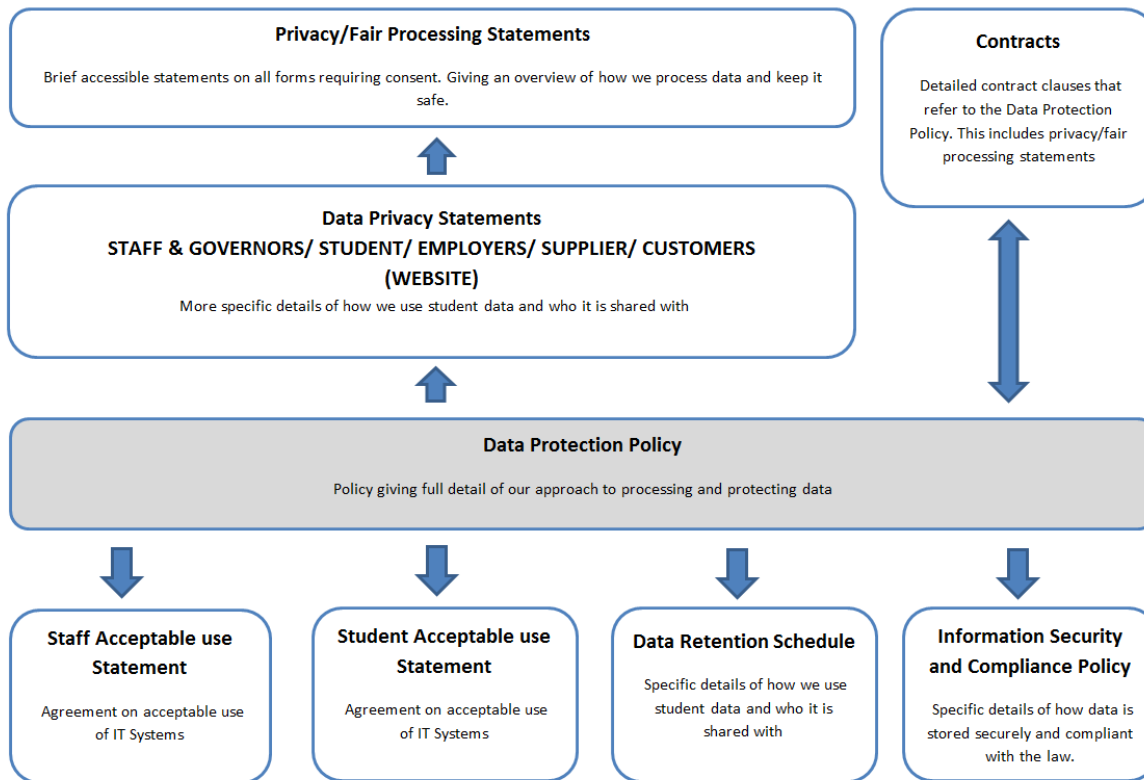 Privacy/Fair Processing Statements
Brief accessible statements on all forms requiring consent. Giving an overview of how we process data and keep it
safe.
Contracts
Detailed contract clauses that
refer to the Data Protection
Policy. This includes privacy/fair
processing statements
Data Privacy Statements
STAFF & GOVERNORS/ STUDENT/ EMPLOYERS/ SUPPLIER/ CUSTOMERS
(WEBSITE)
More specific details of how we use student data and who it is shared with
Data Protection Policy
Policy giving full detail of our approach to processing and protecting data
Staff Acceptable use
Statement
Agreement on acceptable use
of IT Systems
Student Acceptable use
Statement
Agreement on acceptable use
of IT Systems
Data Retention Schedule
Specific details of how we use
student data and who it is
shared with
Information Security
and Compliance Policy
Specific details of how data is
stored securely and compliant
with the law.